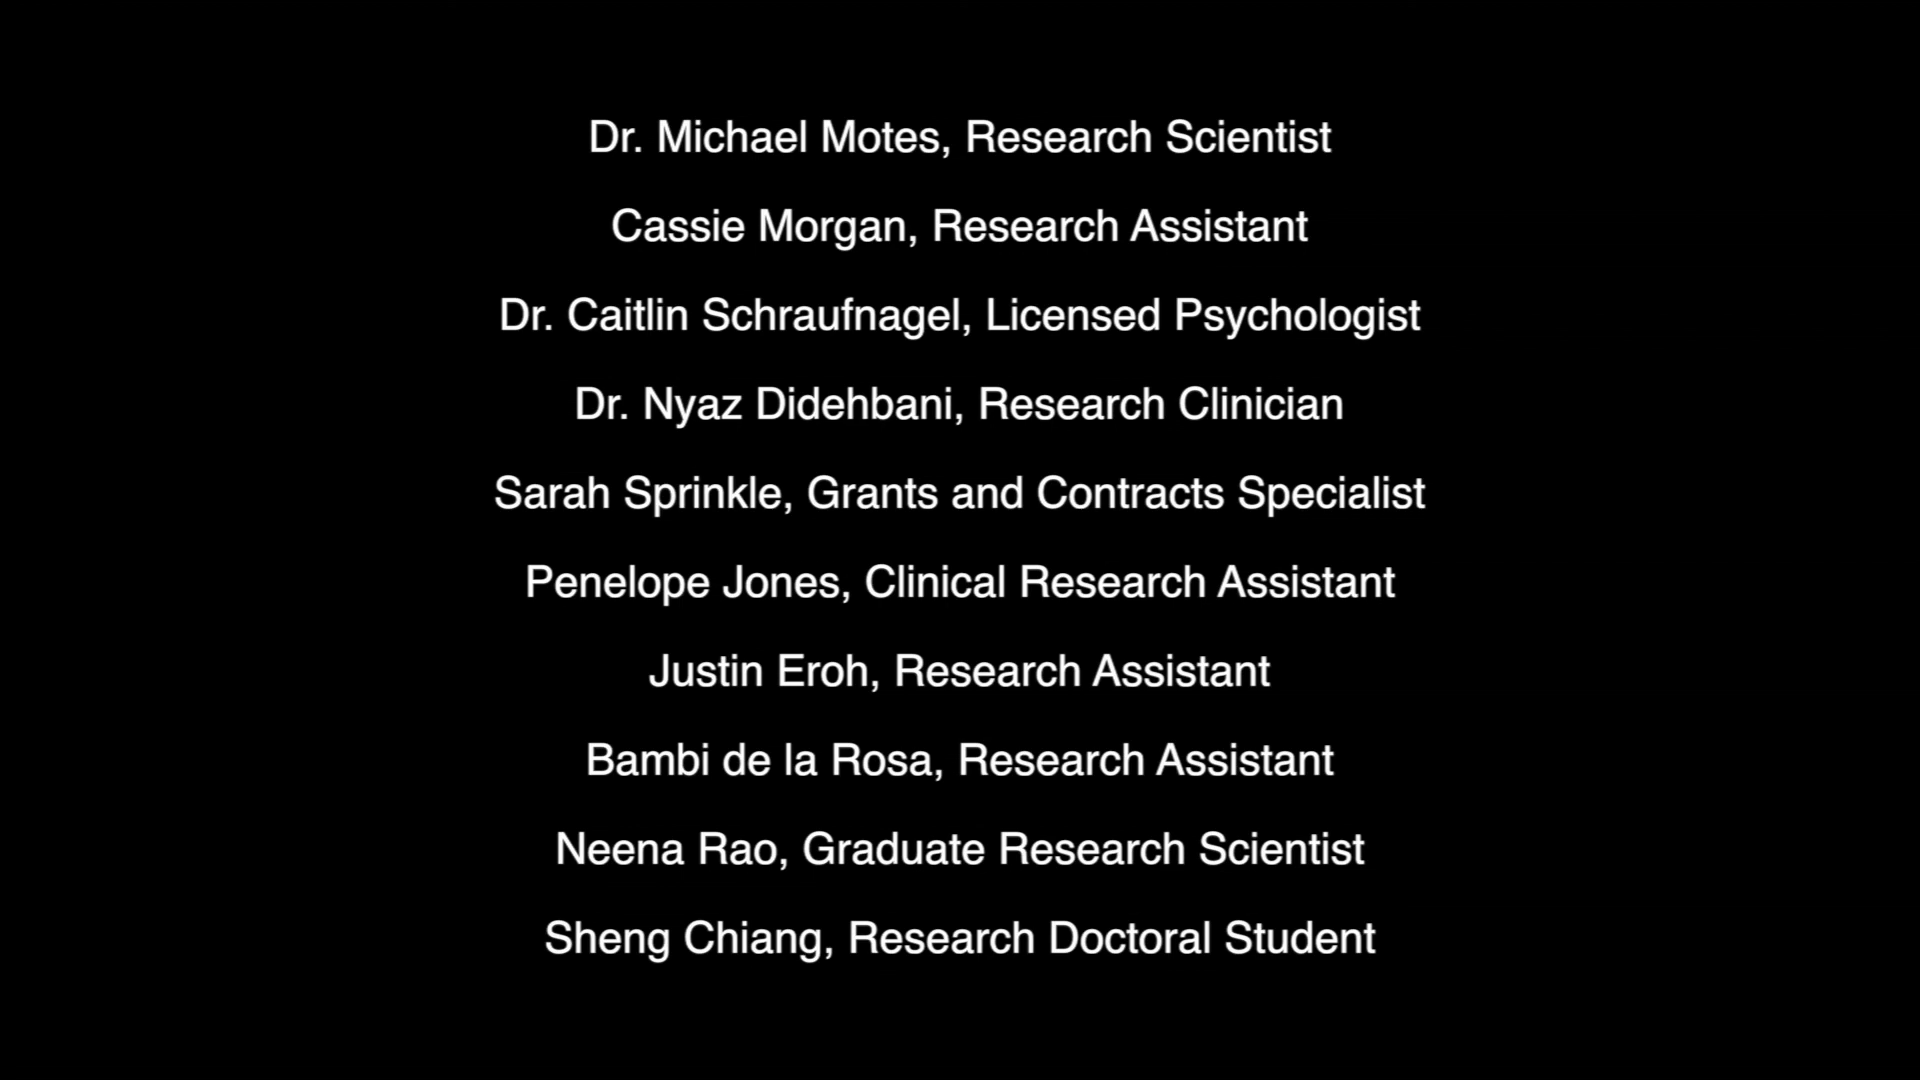 Dr. Michael Motes, Research Scientist
Cassie Morgan, Research Assistant
Dr. Caitlin Schraufnagel, Licensed Psychologist
Dr. Nyaz Didehbani, Research Clinician
Sarah Sprinkle, Grants and Contracts Specialist
Penelope Jones, Clinical Research Assistant
Justin Eroh, Research Assistant
Bambi de la Rosa, Research Assistant
Neena Rao, Graduate Research Scientist
Sheng Chiang, Research Doctoral Student